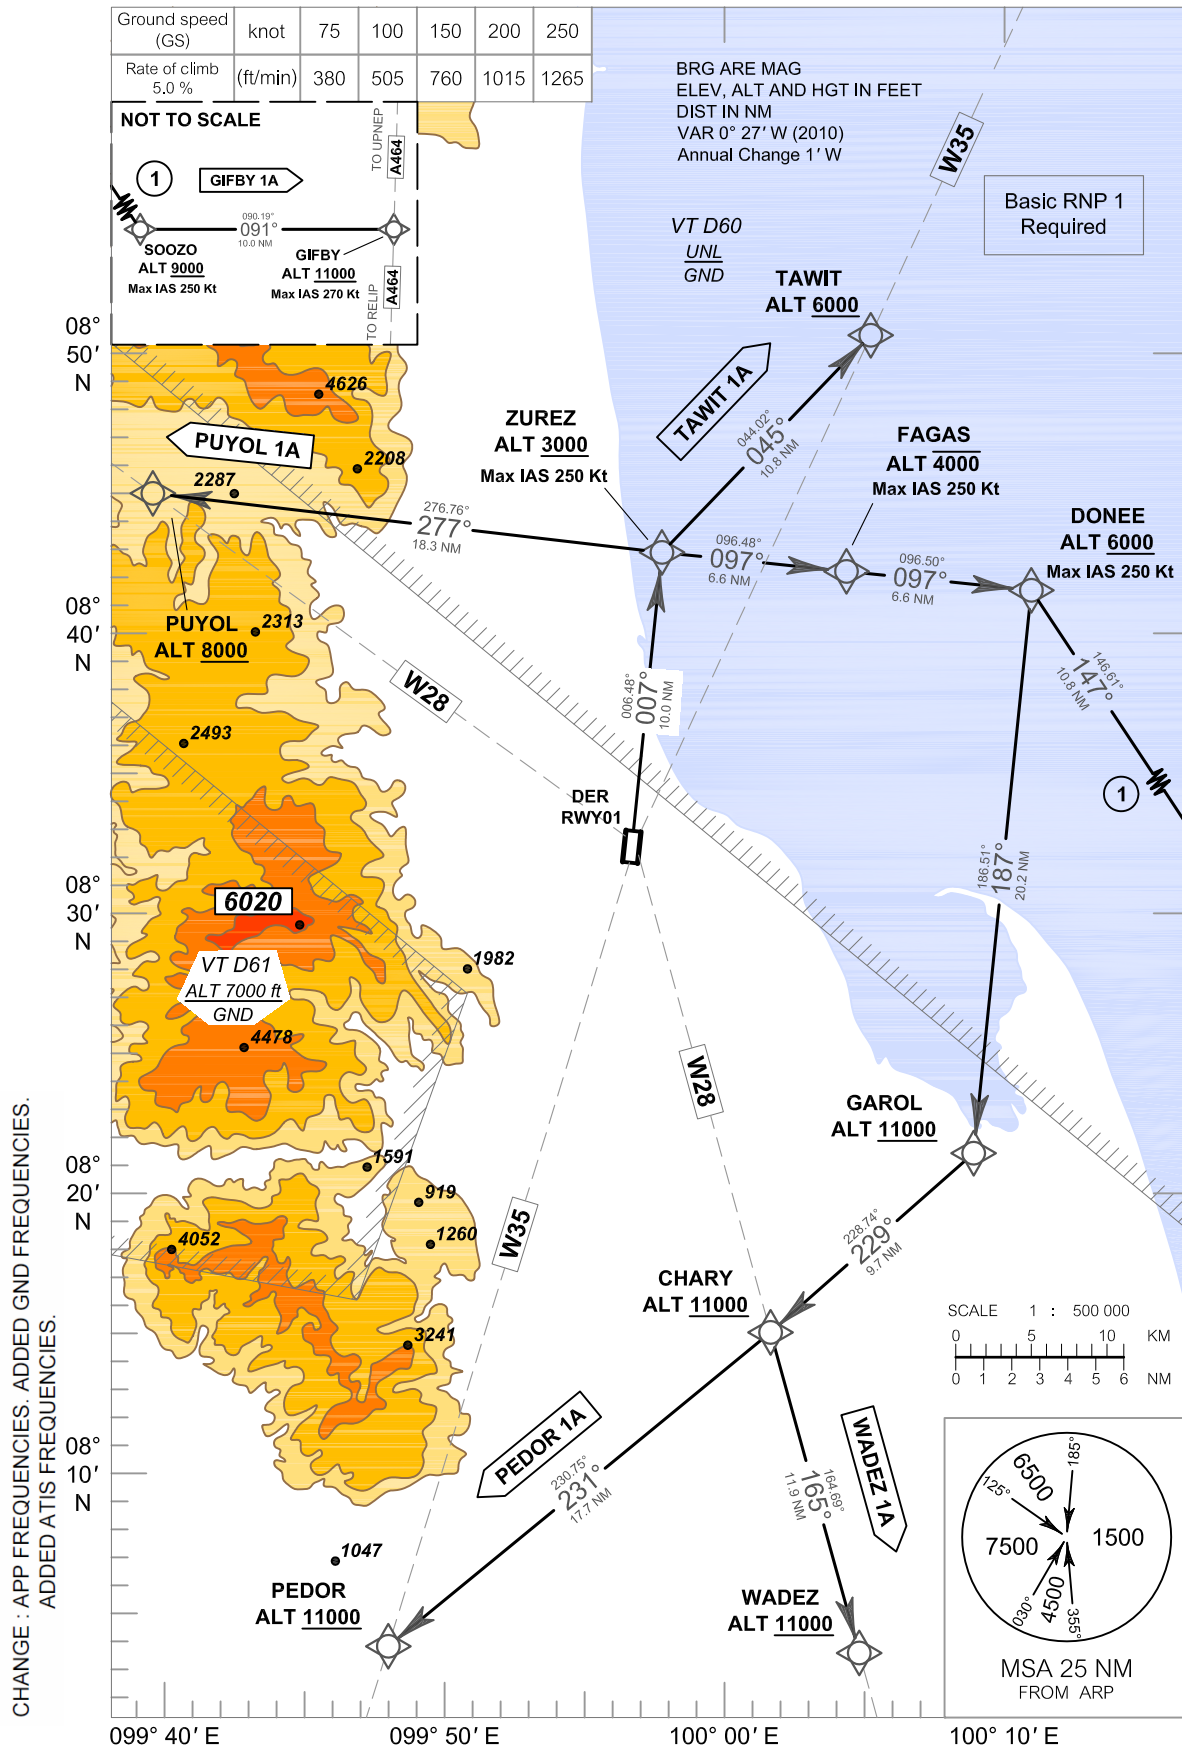 Ground speed (GS) knot 75 100 150 200 250
Rate of climb 5.0 % (ft/min) 380 505 760 1015 1265
NOT TO SCALE
1
GIFBY 1A
TO UPNEP
A464
090.19°
091°
10.0 NM
SOOZO
ALT 9000
Max IAS 250 Kt
GIFBY
ALT 11000
Max IAS 270 Kt
TO RELIP
A464
BRG ARE MAG
ELEV, ALT AND HGT IN FEET
DIST IN NM
VAR 0° 27′ W (2010)
Annual Change 1′ W
W35
Basic RNP 1
Required
VT D60
UNL
GND
TAWIT
ALT 6000
08°
50′
N
4626
PUYOL 1A
2208
2287
ZUREZ
ALT 3000
Max IAS 250 Kt
TAWIT 1A
044.02°
045°
10.8 NM
FAGAS
ALT 4000
Max IAS 250 Kt
DONEE
ALT 6000
Max IAS 250 Kt
276.76°
277°
18.3 NM
096.48°
097°
6.6 NM
096.50°
097°
6.6 NM
08°
40′
N
PUYOL
ALT 8000
2313
W28
006.48°
007°
10.0 NM
146.61°
147°
10.8 NM
2493
DER
RWY01
1
186.51°
187°
20.2 NM
08°
30′
N
6020
VT D61
ALT 7000 ft
GND
1982
4478
W28
GAROL
ALT 11000
08°
20′
N
1591
919
1260
4052
W35
228.74°
229°
9.7 NM
CHARY
ALT 11000
3241
SCALE 1 : 500 000
0 5 10 KM
0 1 2 3 4 5 6 NM
08°
10′
N
PEDOR 1A
230.75°
231°
17.7 NM
164.69°
165°
11.9 NM
WADEZ 1A
1047
PEDOR
ALT 11000
WADEZ
ALT 11000
6500
185°
125°
7500
1500
030°
4500
355°
MSA 25 NM
FROM ARP
099° 40′ E
099° 50′ E
100° 00′ E
100° 10′ E
CHANGE : APP FREQUENCIES. ADDED GND FREQUENCIES.
ADDED ATIS FREQUENCIES.